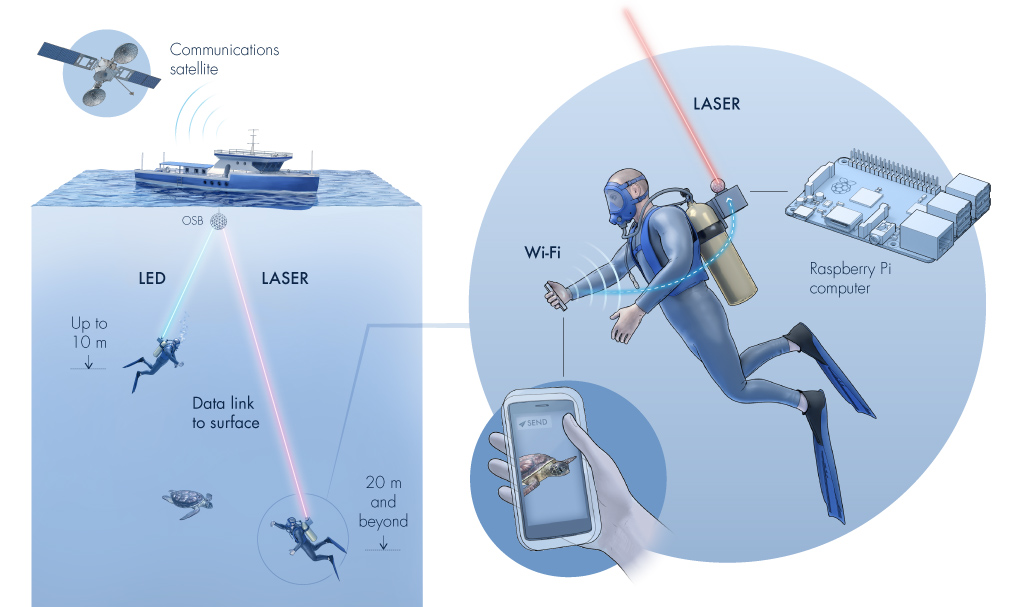 Communications
satellite
OSB
LED
LASER
Up to
10 m
Data link
to surface
20 m
and
beyond
LASER
Wi-Fi
Raspberry Pi
computer
SEND